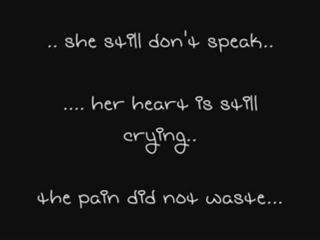 .. she still don't speak..
.... her heart is still
crying..
the pain did not waste...